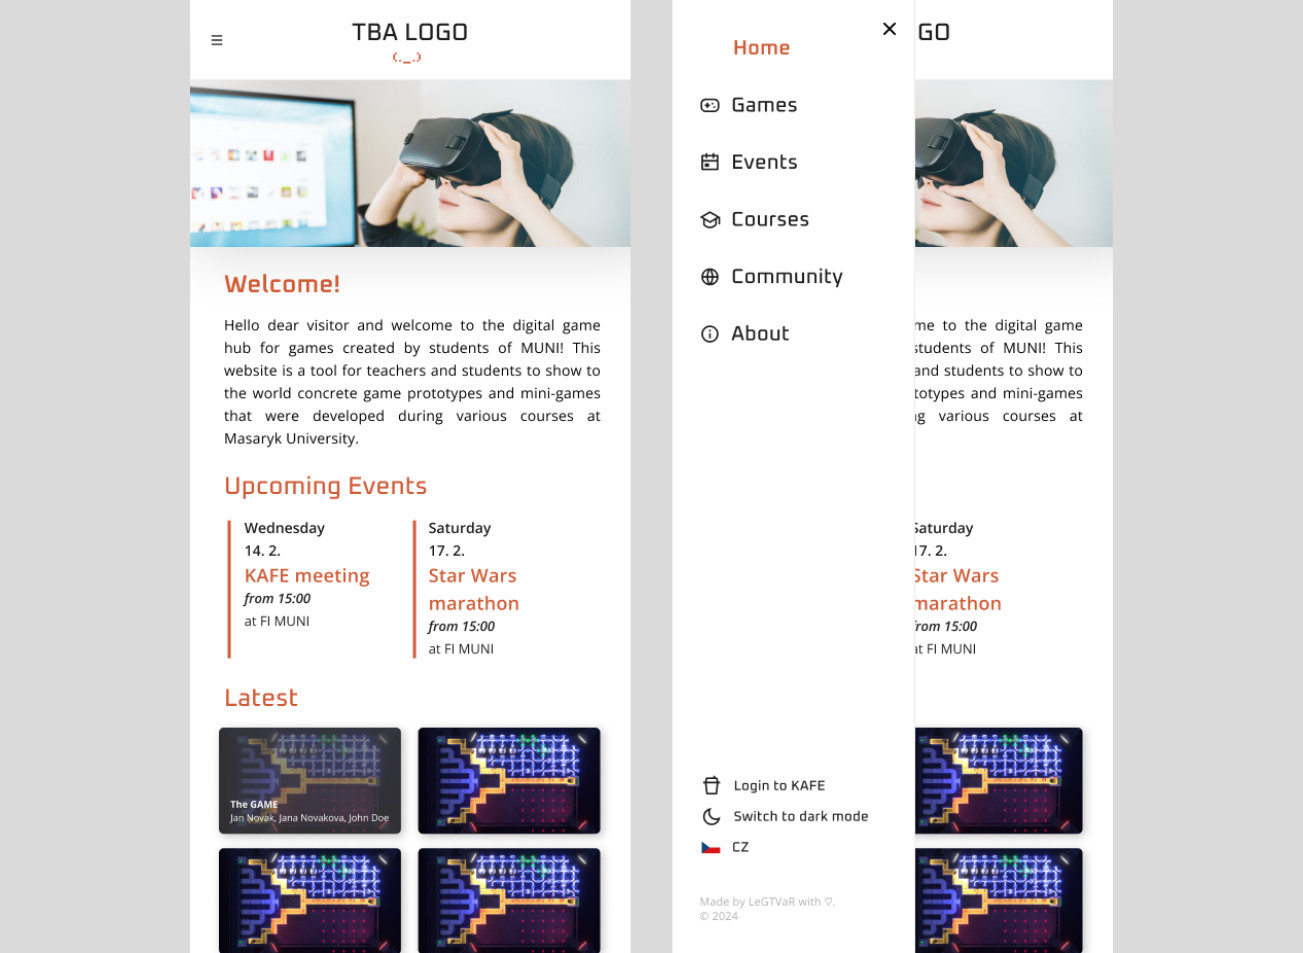 TBA LOGO
(._.)
Welcome!
Hello dear visitor and welcome to the digital game
hub for games created by students of MUNI! This
website is a tool for teachers and students to show to
the world concrete game prototypes and mini-games
that were developed during various courses at
Masaryk University.
Upcoming Events
Wednesday
14. 2.
KAFE meeting
from 15:00
at FI MUNI
Saturday
17. 2.
Star Wars
marathon
from 15:00
at FI MUNI
Latest
The GAME
Jan Novak, Jana Novakova, John Doe
Home
Games
Events
Courses
Community
About
Login to KAFE
Switch to dark mode
CZ
Made by LeGTVaR with ♡.
© 2024
GO
me to the digital game
students of MUNI! This
and students to show to
totypes and mini-games
g various courses at
Saturday
17. 2.
Star Wars
marathon
from 15:00
at FI MUNI